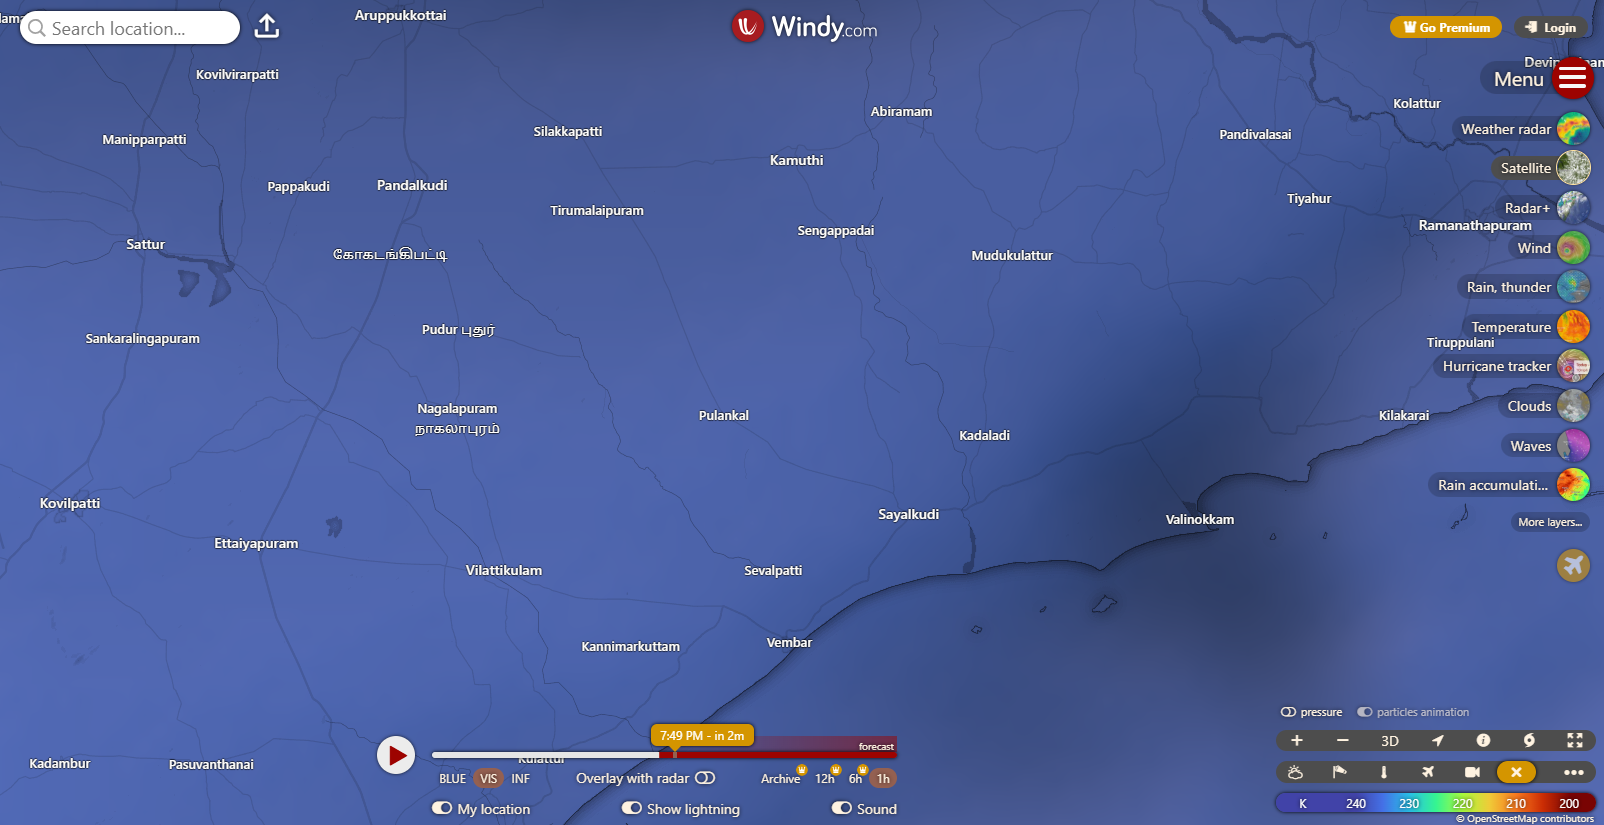 Aruppukkottai
Search location...
Windy.com
Go Premium
Login
Kovilvirarpatti
Menu
Kolattur
Abiramam
Manipparpatti
Silakkapatti
Pandivalasai
Weather radar
Kamuthi
Satellite
Pappakudi
Pandalkudi
Tirumalaipuram
Tiyahur
Radar+
Sengappadai
Ramanathapuram
Sattur
கோகடங்கிபட்டி
Mudukulattur
Wind
Rain, thunder
Pudur புதுர்
Temperature
Sankaralingapuram
Tiruppulani
Hurricane tracker
Nagalapuram
நாகலாபுரம்
Pulankal
Kadaladi
Kilakarai
Clouds
Waves
Rain accumulati...
Kovilpatti
Sayalkudi
Valinokkam
More layers...
Ettaiyapuram
Vilattikulam
Sevalpatti
Kannimarkuttam
Vembar
pressure
particles animation
7:49 PM - in 2m
forecast
3D
Kadambur
Pasuvanthanai
Kulattur
BLUE VIS INF
Overlay with radar
Archive 12h 6h 1h
My location
Show lightning
Sound
K 240 230 220 210 200
© OpenStreetMap contributors